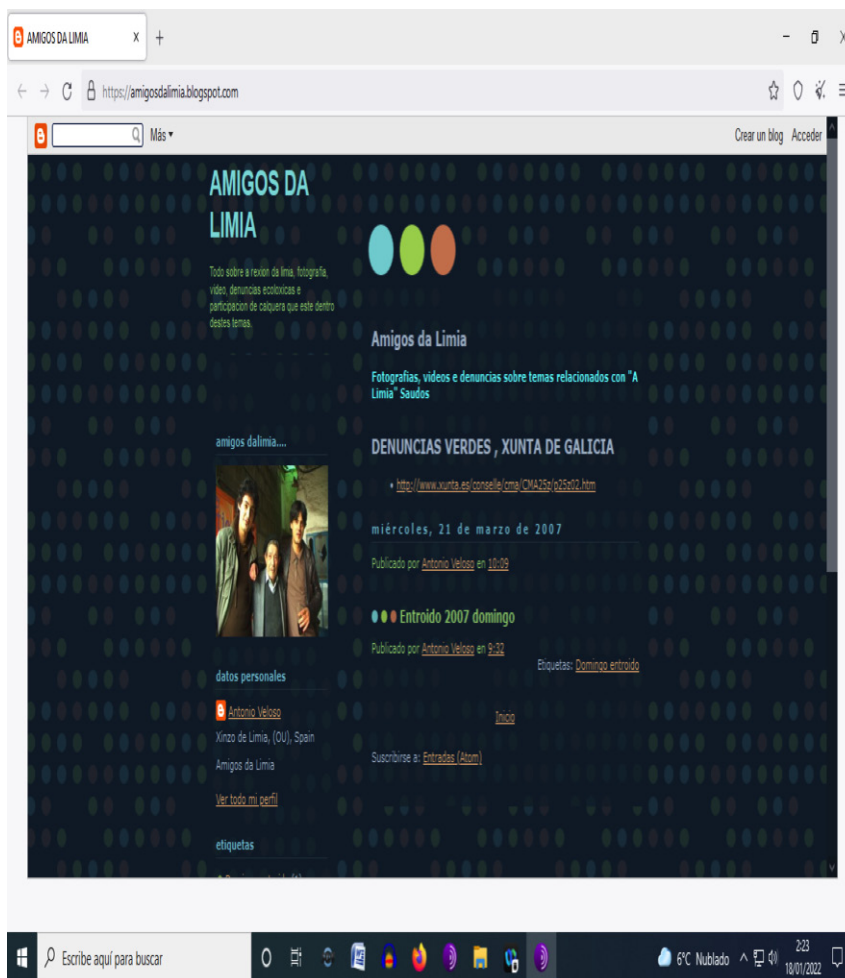 AMIGOS DA LIMIA
https://amigosdalimia.blogspot.com
Más
Crear un blog Acceder
AMIGOS DA
LIMIA
Todo sobre a rexion da limia, fotografia,
video, denuncias ecoloxicas e
participacion de calquera que este dentro
destes temas.
amigos dalimia....
datos personales
Antonio Veloso
Xinzo de Limia, (OU), Spain
Amigos da Limia
Ver todo mi perfil
etiquetas
Amigos da Limia
Fotografias, videos e denuncias sobre temas relacionados con "A
Limia" Saudos
DENUNCIAS VERDES , XUNTA DE GALICIA
http://www.xunta.es/conselle/cma/CMA25z/p25z02.htm
miércoles, 21 de marzo de 2007
Publicado por Antonio Veloso en 10:09
Entroido 2007 domingo
Publicado por Antonio Veloso en 9:32
Etiquetas: Domingo entroido
Inicio
Suscribirse a: Entradas (Atom)
Escribe aquí para buscar
6°C Nublado
2:23
18/01/2022